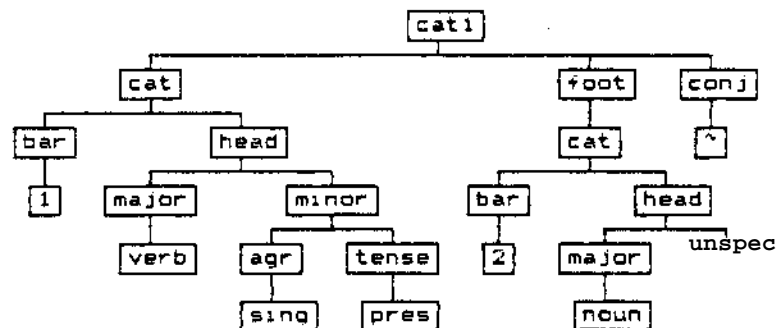 cat1
cat foot conj
bar head cat ~
1 major minor bar head
verb agr tense 2 major unspec
sing pres noun